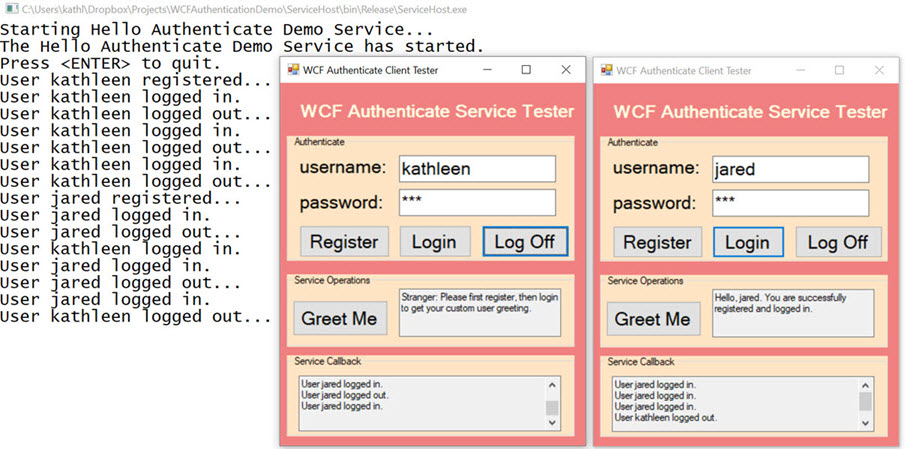 C:\Users\kathl\Dropbox\Projects\WCFAuthenticationDemo\ServiceHost\bin\Release\ServiceHost.exe
Starting Hello Authenticate Demo Service...
The Hello Authenticate Demo Service has started.
Press <ENTER> to quit.
User kathleen registered...
User kathleen logged in.
User kathleen logged out...
User kathleen logged in.
User kathleen logged out...
User kathleen logged in.
User kathleen logged out...
User jared registered...
User jared logged in.
User jared logged out...
User kathleen logged in.
User jared logged in.
User jared logged out...
User jared logged in.
User kathleen logged out...
WCF Authenticate Client Tester
WCF Authenticate Service Tester
Authenticate
username: kathleen
password: ***
Register Login Log Off
Service Operations
Greet Me
Stranger: Please first register, then login
to get your custom user greeting.
Service Callback
User jared logged in.
User jared logged out.
User jared logged in.
WCF Authenticate Client Tester
WCF Authenticate Service Tester
Authenticate
username: jared
password: ***
Register Login Log Off
Service Operations
Greet Me
Hello, jared. You are successfully
registered and logged in.
Service Callback
User jared logged in.
User jared logged in.
User jared logged in.
User kathleen logged out.